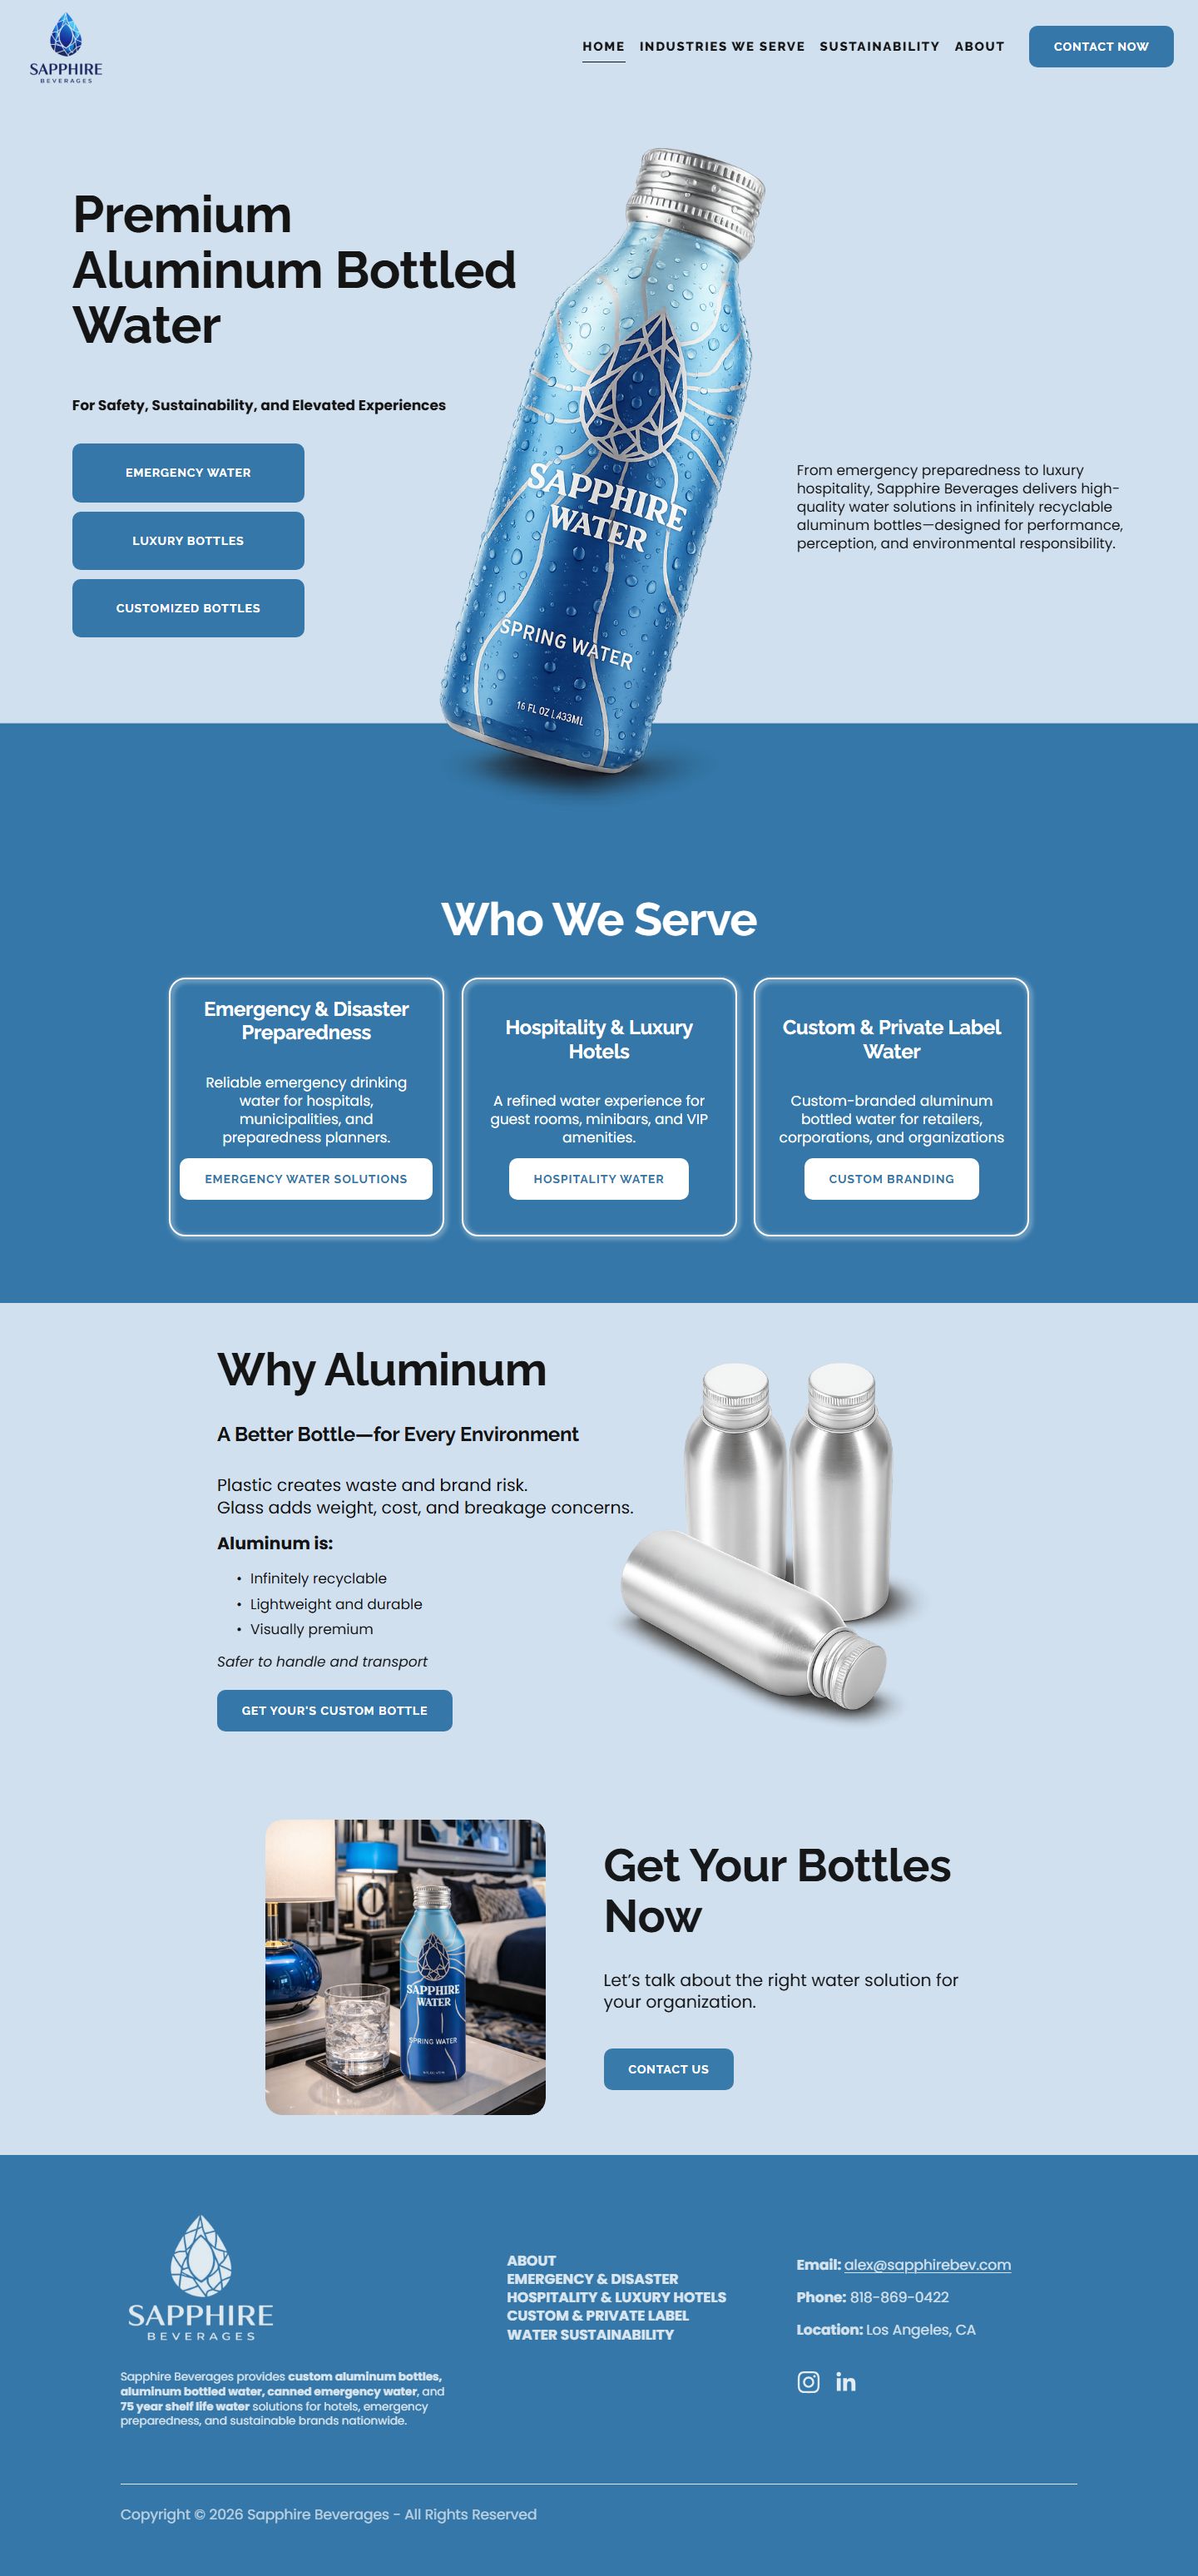 SAPPHIRE
BEVERAGES
HOME INDUSTRIES WE SERVE SUSTAINABILITY ABOUT CONTACT NOW
Premium
Aluminum Bottled
Water
For Safety, Sustainability, and Elevated Experiences
EMERGENCY WATER
LUXURY BOTTLES
CUSTOMIZED BOTTLES
SAPPHIRE
WATER
SPRING WATER
16 FL OZ | 433ML
From emergency preparedness to luxury
hospitality, Sapphire Beverages delivers high-
quality water solutions in infinitely recyclable
aluminum bottles—designed for performance,
perception, and environmental responsibility.
Who We Serve
Emergency & Disaster
Preparedness
Reliable emergency drinking
water for hospitals,
municipalities, and
preparedness planners.
EMERGENCY WATER SOLUTIONS
Hospitality & Luxury
Hotels
A refined water experience for
guest rooms, minibars, and VIP
amenities.
HOSPITALITY WATER
Custom & Private Label
Water
Custom-branded aluminum
bottled water for retailers,
corporations, and organizations
CUSTOM BRANDING
Why Aluminum
A Better Bottle—for Every Environment
Plastic creates waste and brand risk.
Glass adds weight, cost, and breakage concerns.
Aluminum is:
• Infinitely recyclable
• Lightweight and durable
• Visually premium
Safer to handle and transport
GET YOUR'S CUSTOM BOTTLE
SAPPHIRE
WATER
SPRING WATER
Get Your Bottles
Now
Let's talk about the right water solution for
your organization.
CONTACT US
SAPPHIRE
BEVERAGES
Sapphire Beverages provides custom aluminum bottles,
aluminum bottled water, canned emergency water, and
75 year shelf life water solutions for hotels, emergency
preparedness, and sustainable brands nationwide.
ABOUT
EMERGENCY & DISASTER
HOSPITALITY & LUXURY HOTELS
CUSTOM & PRIVATE LABEL
WATER SUSTAINABILITY
Email: alex@sapphirebev.com
Phone: 818-869-0422
Location: Los Angeles, CA
in
Copyright © 2026 Sapphire Beverages - All Rights Reserved